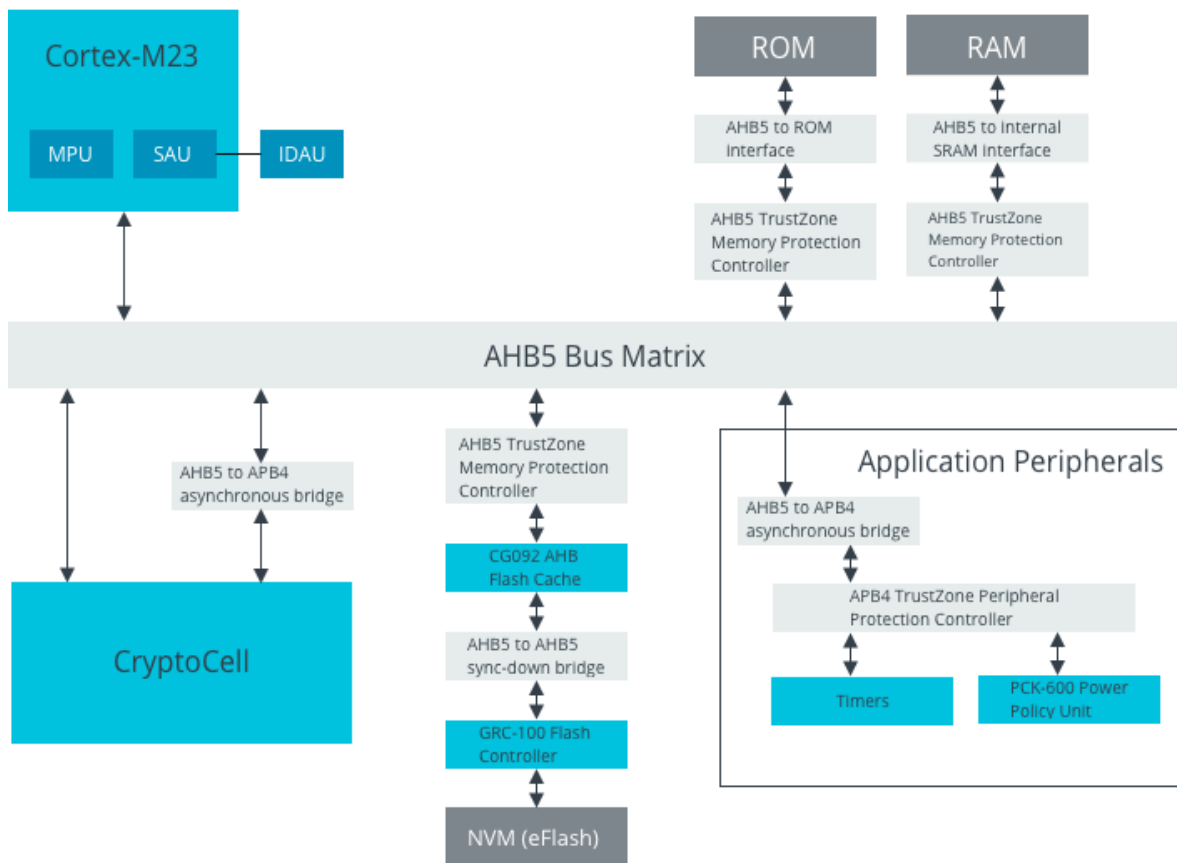 Cortex-M23
MPU
SAU
IDAU
ROM
RAM
AHB5 to ROM
interface
AHB5 to internal
SRAM interface
AHB5 TrustZone
Memory Protection
Controller
AHB5 TrustZone
Memory Protection
Controller
AHB5 Bus Matrix
AHB5 to APB4
asynchronous bridge
CryptoCell
AHB5 TrustZone
Memory Protection
Controller
CG092 AHB
Flash Cache
AHB5 to AHB5
sync-down bridge
GRC-100 Flash
Controller
NVM (eFlash)
Application Peripherals
AHB5 to APB4
asynchronous bridge
APB4 TrustZone Peripheral
Protection Controller
Timers
PCK-600 Power
Policy Unit